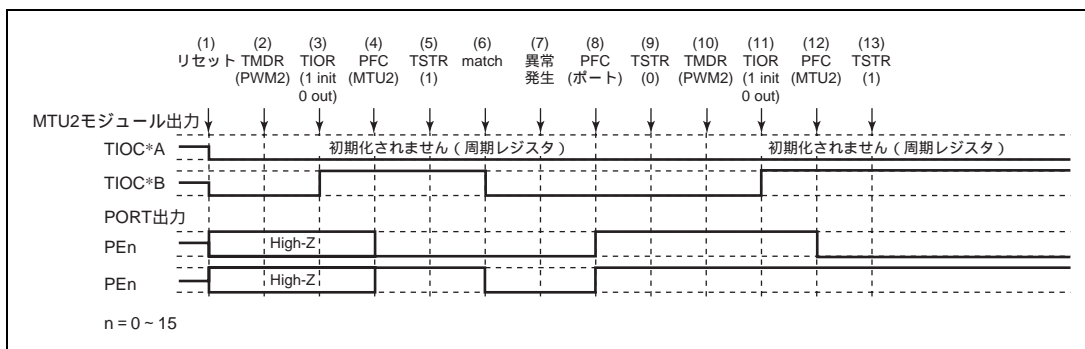 (1) (2) (3) (4) (5) (6) (7) (8) (9) (10) (11) (12) (13)
リセット TMDR TIOR PFC TSTR match 異常 PFC TSTR TMDR TIOR PFC TSTR
(PWM2) (1 init (MTU2) (1) 発生 (ポート) (0) (PWM2) (1 init (MTU2) (1)
0 out) 0 out)
MTU2モジュール出力
TIOC*A 初期化されません(周期レジスタ) 初期化されません(周期レジスタ)
TIOC*B
PORT出力
PEn High-Z
PEn High-Z
n = 0 ~ 15